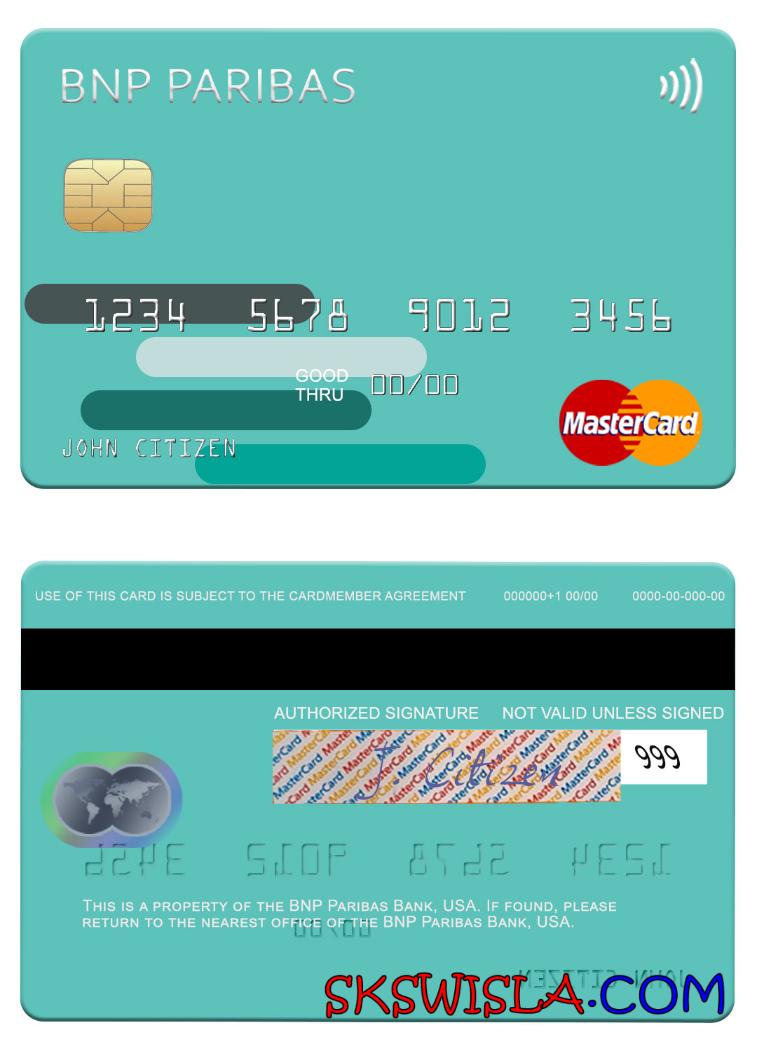 BNP PARIBAS
1234 5678 9012 3456
GOOD
THRU 00/00
MasterCard
JOHN CITIZEN
USE OF THIS CARD IS SUBJECT TO THE CARDMEMBER AGREEMENT 000000+1 00/00 0000-00-000-00
AUTHORIZED SIGNATURE NOT VALID UNLESS SIGNED
J Citizen 999
THIS IS A PROPERTY OF THE BNP PARIBAS BANK, USA. IF FOUND, PLEASE
RETURN TO THE NEAREST OFFICE OF THE BNP PARIBAS BANK, USA.
SKSWISLA.COM